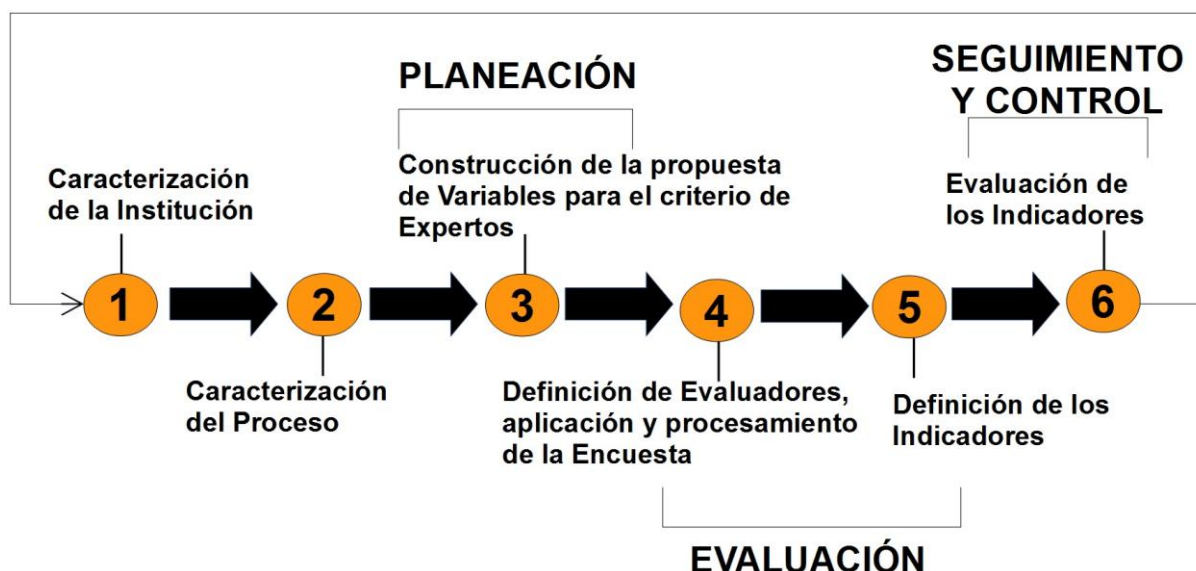 PLANEACIÓN
SEGUIMIENTO
Y CONTROL
Caracterización
de la Institución
Construcción de la propuesta
de Variables para el criterio de
Expertos
Evaluación de
los Indicadores
1
2
3
4
5
6
Caracterización
del Proceso
Definición de Evaluadores,
aplicación y procesamiento
de la Encuesta
Definición de los
Indicadores
EVALUACIÓN